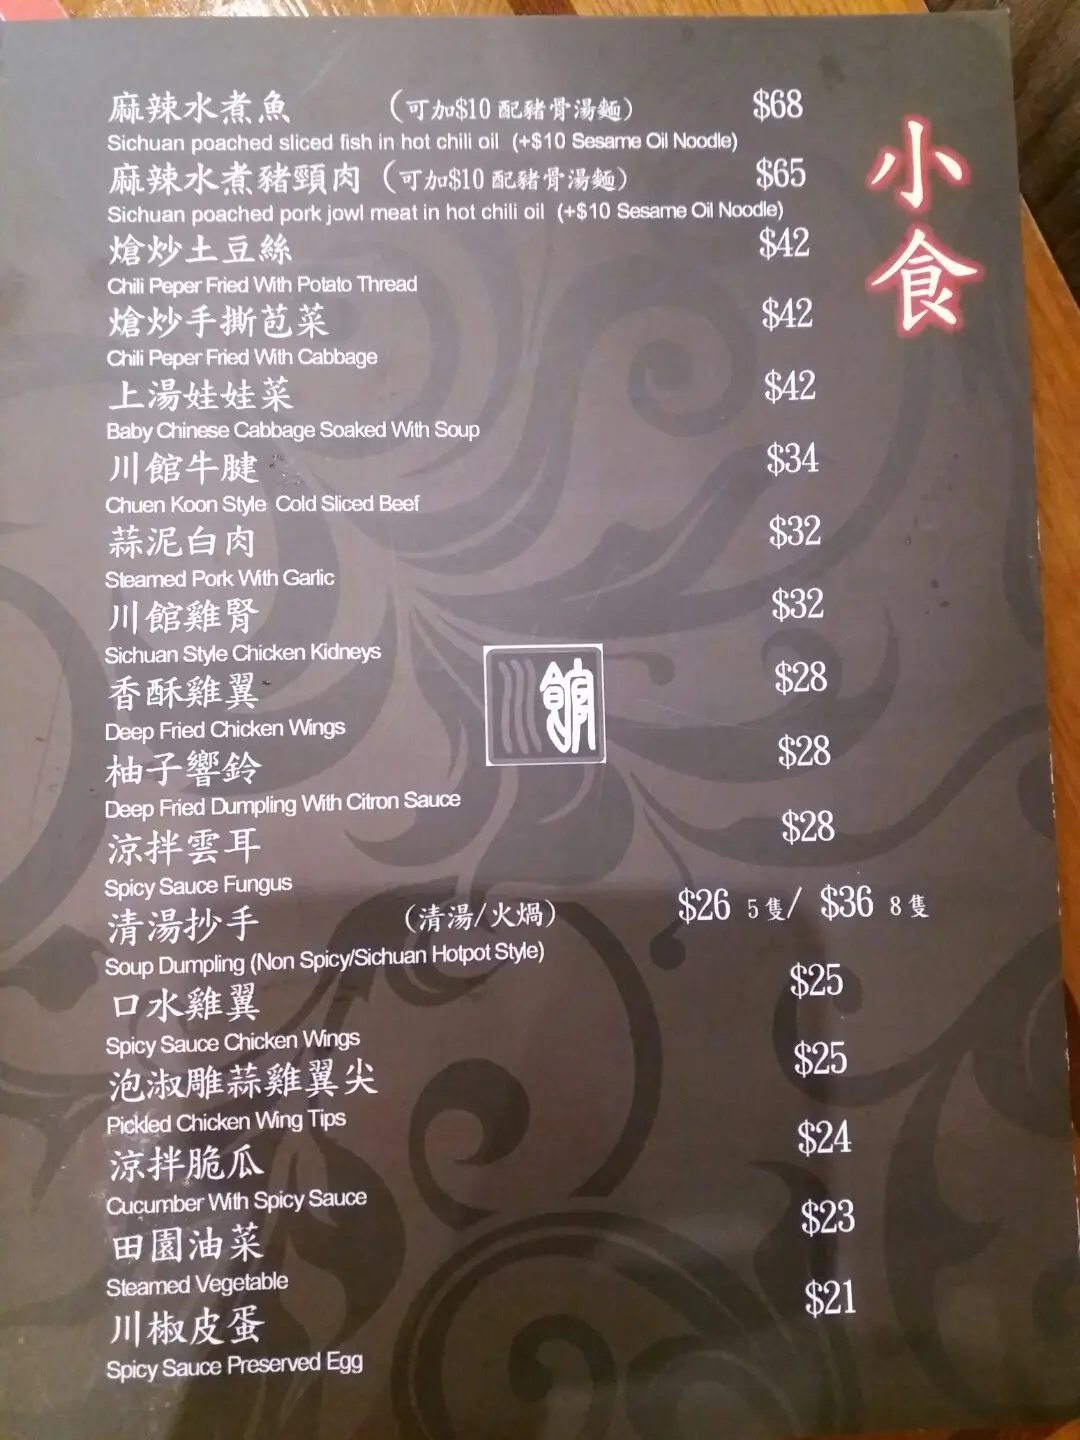 小食
麻辣水煮魚 (可加$10 配豬骨湯麵) $68
Sichuan poached sliced fish in hot chili oil (+$10 Sesame Oil Noodle)
麻辣水煮豬頸肉 (可加$10 配豬骨湯麵) $65
Sichuan poached pork jowl meat in hot chili oil (+$10 Sesame Oil Noodle)
熗炒土豆絲 $42
Chili Peper Fried With Potato Thread
熗炒手撕苞菜 $42
Chili Peper Fried With Cabbage
上湯娃娃菜 $42
Baby Chinese Cabbage Soaked With Soup
川館牛腱 $34
Chuen Koon Style Cold Sliced Beef
蒜泥白肉 $32
Steamed Pork With Garlic
川館雞腎 $32
Sichuan Style Chicken Kidneys
香酥雞翼 $28
Deep Fried Chicken Wings
柚子響鈴 $28
Deep Fried Dumpling With Citron Sauce
涼拌雲耳 $28
Spicy Sauce Fungus
清湯抄手 (清湯/火煱) $26 5隻/ $36 8隻
Soup Dumpling (Non Spicy/Sichuan Hotpot Style)
口水雞翼 $25
Spicy Sauce Chicken Wings
泡淑雕蒜雞翼尖 $25
Pickled Chicken Wing Tips
涼拌脆瓜 $24
Cucumber With Spicy Sauce
田園油菜 $23
Steamed Vegetable
川椒皮蛋 $21
Spicy Sauce Preserved Egg
川館